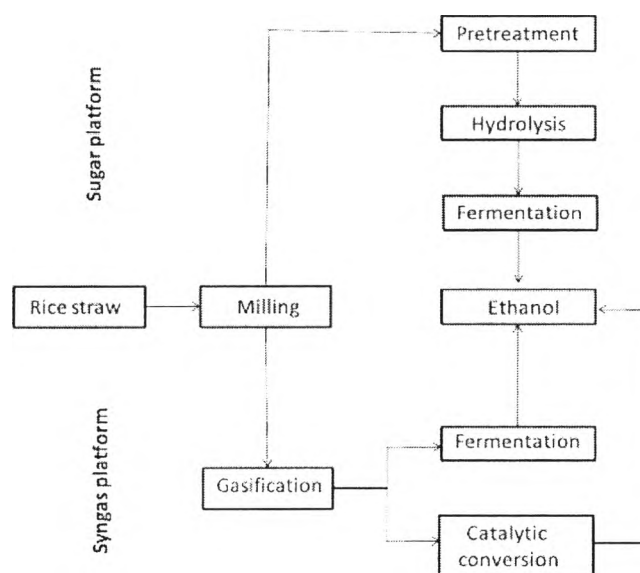 Pretreatment
Sugar platform
Hydrolysis
Fermentation
Rice straw
Milling
Ethanol
Syngas platform
Fermentation
Gasification
Catalytic
conversion